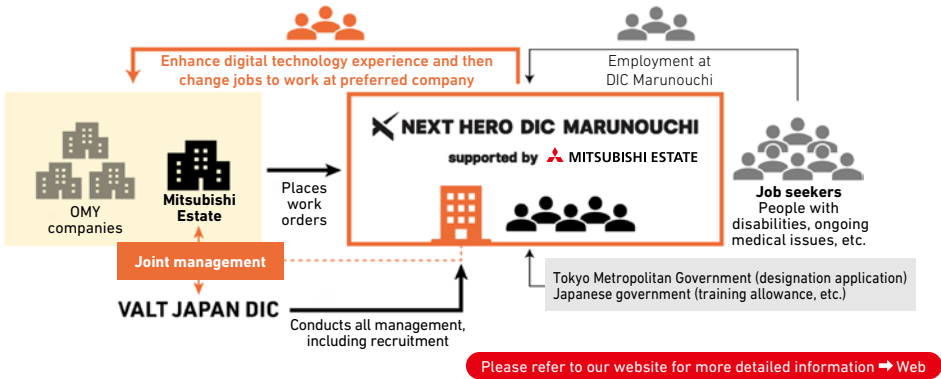 Enhance digital technology experience and then
change jobs to work at preferred company
Employment at
DIC Marunouchi
NEXT HERO DIC MARUNOUCHI
supported by MITSUBISHI ESTATE
OMY
companies
Mitsubishi
Estate
Places
work
orders
Job seekers
People with
disabilities, ongoing
medical issues, etc.
Joint management
Tokyo Metropolitan Government (designation application)
Japanese government (training allowance, etc.)
VALT JAPAN DIC
Conducts all management,
including recruitment
Please refer to our website for more detailed information ➡ Web